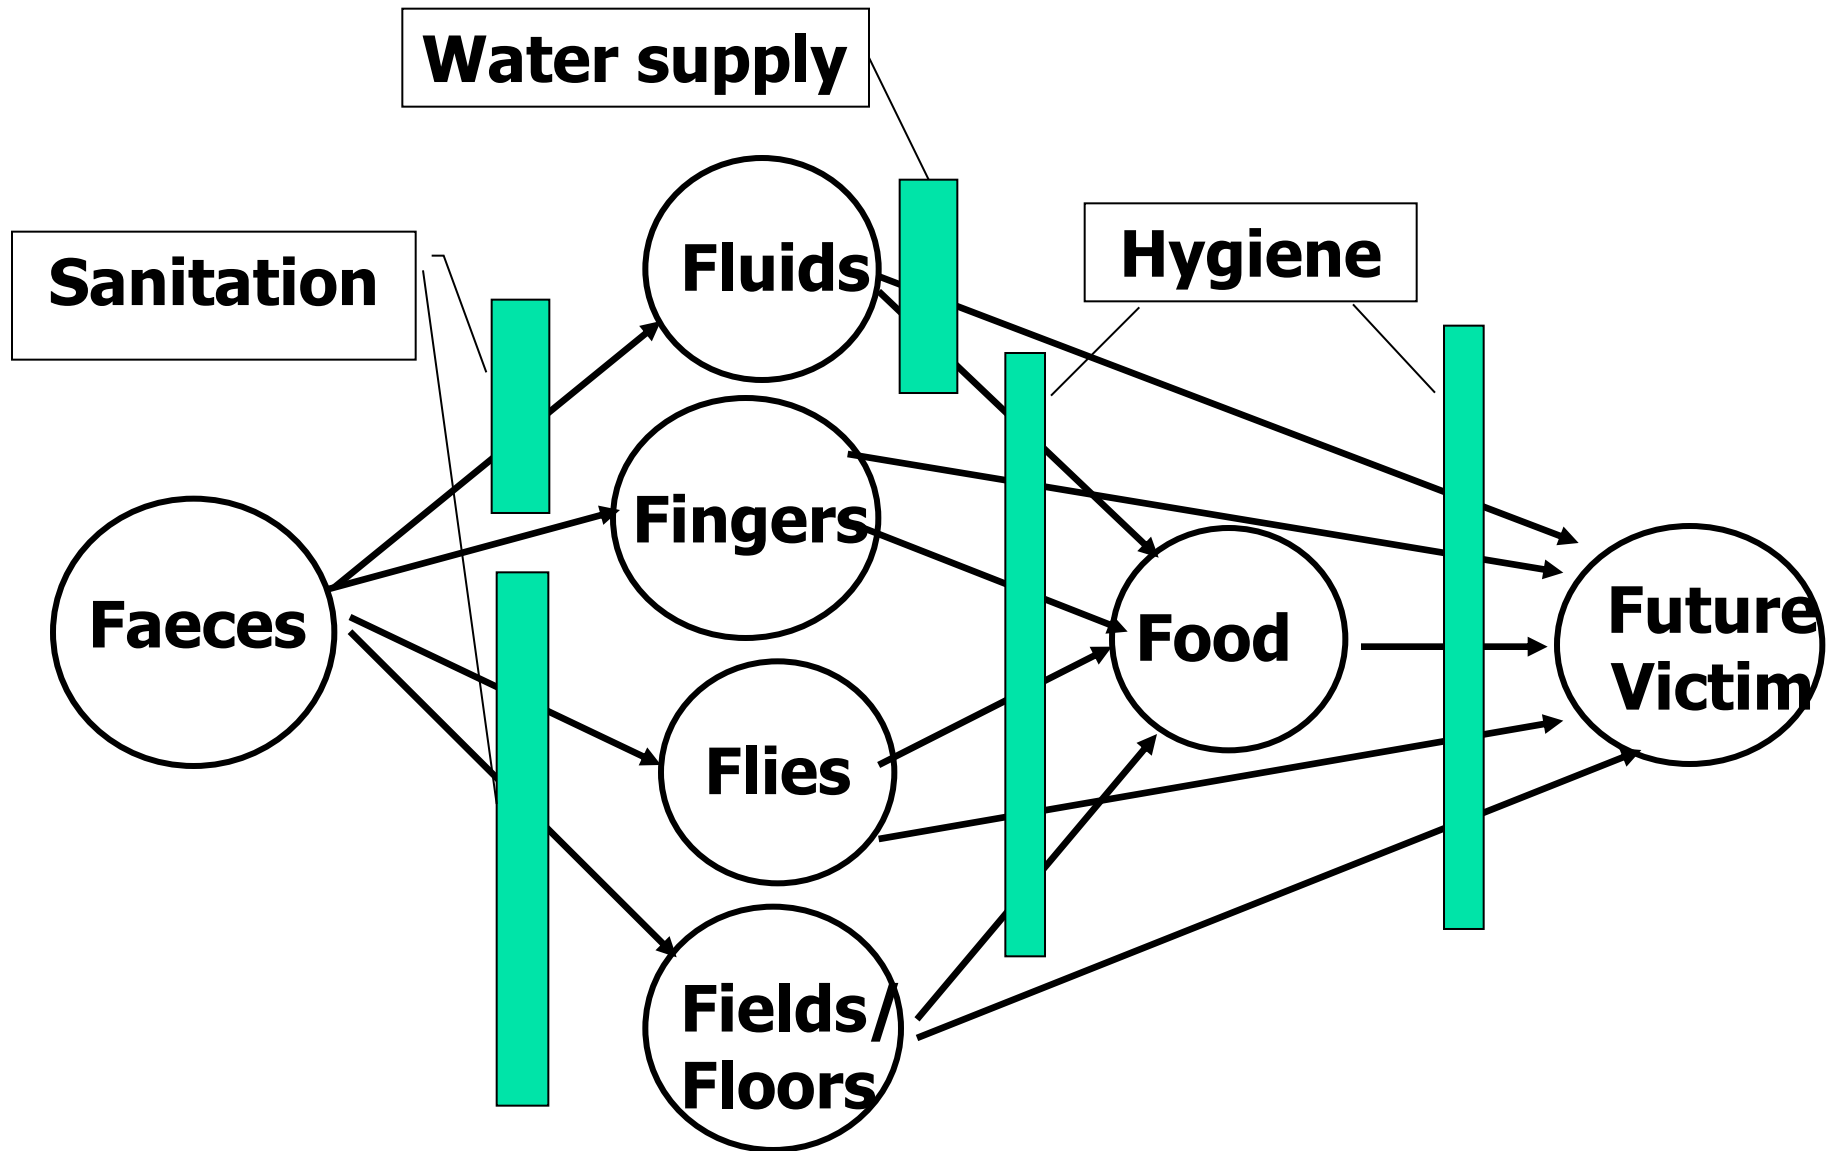 Water supply
Sanitation
Hygiene
Fluids
Fingers
Faeces
Food
Future
Victim
Flies
Fields/
Floors